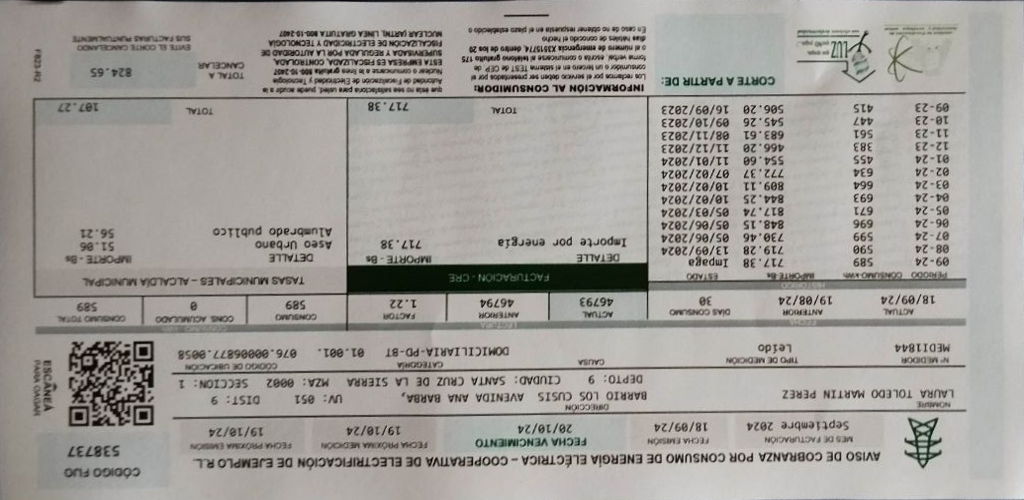 AVISO DE COBRANZA POR CONSUMO DE ENERGÍA ELÉCTRICA - COOPERATIVA DE ELECTRIFICACIÓN DE EJEMPLO R.L.
CÓDIGO FIJO
538737
MES DE FACTURACIÓN
Septiembre 2024
FECHA EMISIÓN
18/09/24
FECHA VENCIMIENTO
20/10/24
FECHA PRÓXIMA MEDICIÓN
19/10/24
FECHA PRÓXIMA EMISIÓN
19/10/24
NOMBRE
LAURA TOLEDO MARTIN PEREZ
DIRECCIÓN
BARRIO LOS CUSIS AVENIDA ANA BARBA, UV: 051 DIST: 9
DEPTO: 9 CIUDAD: SANTA CRUZ DE LA SIERRA MZA: 0002 SECCION: 1
ESCANEÁ
PARA PAGAR
Nº MEDIDOR
MEDI1844
TIPO DE MEDICIÓN
Leído
CAUSA
CATEGORÍA
DOMICILIARIA-PD-BT
CÓDIGO DE UBICACIÓN
01.001. 076.00006877.0058
FECHA
ACTUAL
18/09/24
ANTERIOR
19/08/24
DÍAS CONSUMO
30
LECTURA
ACTUAL
46793
ANTERIOR
46794
FACTOR
1.22
CONSUMO - kWh
CONSUMO
589
CONS ACUMULADO
0
CONSUMO TOTAL
589
HISTÓRICO
PERIODO CONSUMO-kWh IMPORTE Bs ESTADO
09-24 589 717.38 Impaga
08-24 590 719.28 13/09/2024
07-24 599 730.46 05/06/2024
06-24 696 848.15 05/06/2024
05-24 671 817.74 05/03/2024
04-24 693 844.25 10/02/2024
03-24 664 809.11 10/02/2024
02-24 634 772.37 07/02/2024
01-24 455 554.60 11/01/2024
12-23 383 466.20 11/12/2023
11-23 561 683.61 08/11/2023
10-23 447 545.26 09/10/2023
09-23 415 506.20 16/09/2023
FACTURACIÓN - CRE
DETALLE IMPORTE - Bs
Importe por energía 717.38
TOTAL 717.38
TASAS MUNICIPALES - ALCALDÍA MUNICIPAL
DETALLE IMPORTE - Bs
Aseo Urbano 51.06
Alumbrado publico 56.21
TOTAL 107.27
CORTE A PARTIR DE:
LUZ
INFORMACIÓN AL CONSUMIDOR:
Los reclamos por el servicio deben ser presentados por el
consumidor o un tercero en el sistema TEST de CEP de
forma verbal, escrita o comunicarse al teléfono gratuito 175
o al número de emergencia X3515774, dentro de los 20
días hábiles de conocido el hecho
En caso de no obtener respuesta en el plazo establecido o
que ésta no sea satisfactoria para usted, puede acudir a la
Autoridad de Fiscalización de Electricidad y Tecnología
Nuclear o comunicarse a la línea gratuita 800-10-2407
ESTA EMPRESA ES FISCALIZADA, CONTROLADA,
SUPERVISADA Y REGULADA POR LA AUTORIDAD DE
FISCALIZACIÓN DE ELECTRICIDAD Y TECNOLOGÍA
NUCLEAR (AETN), LÍNEA GRATUITA 800-10-2407
TOTAL A
CANCELAR
824.65
EVITE EL CORTE CANCELANDO
SUS FACTURAS PUNTUALMENTE
F623-R2